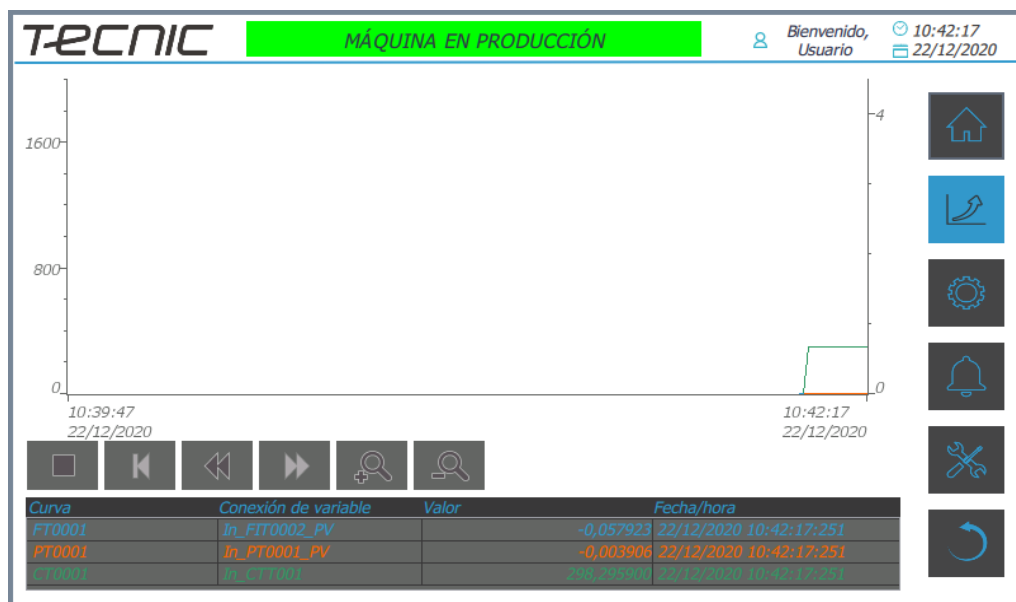 TECNIC
MÁQUINA EN PRODUCCIÓN
Bienvenido,
Usuario
10:42:17
22/12/2020
1600
800
0
4
0
10:39:47
22/12/2020
10:42:17
22/12/2020
Curva Conexión de variable Valor Fecha/hora
FT0001 In_FIT0002_PV -0,057923 22/12/2020 10:42:17:251
PT0001 In_PT0001_PV -0,003906 22/12/2020 10:42:17:251
CT0001 In_CTT001 298,295900 22/12/2020 10:42:17:251